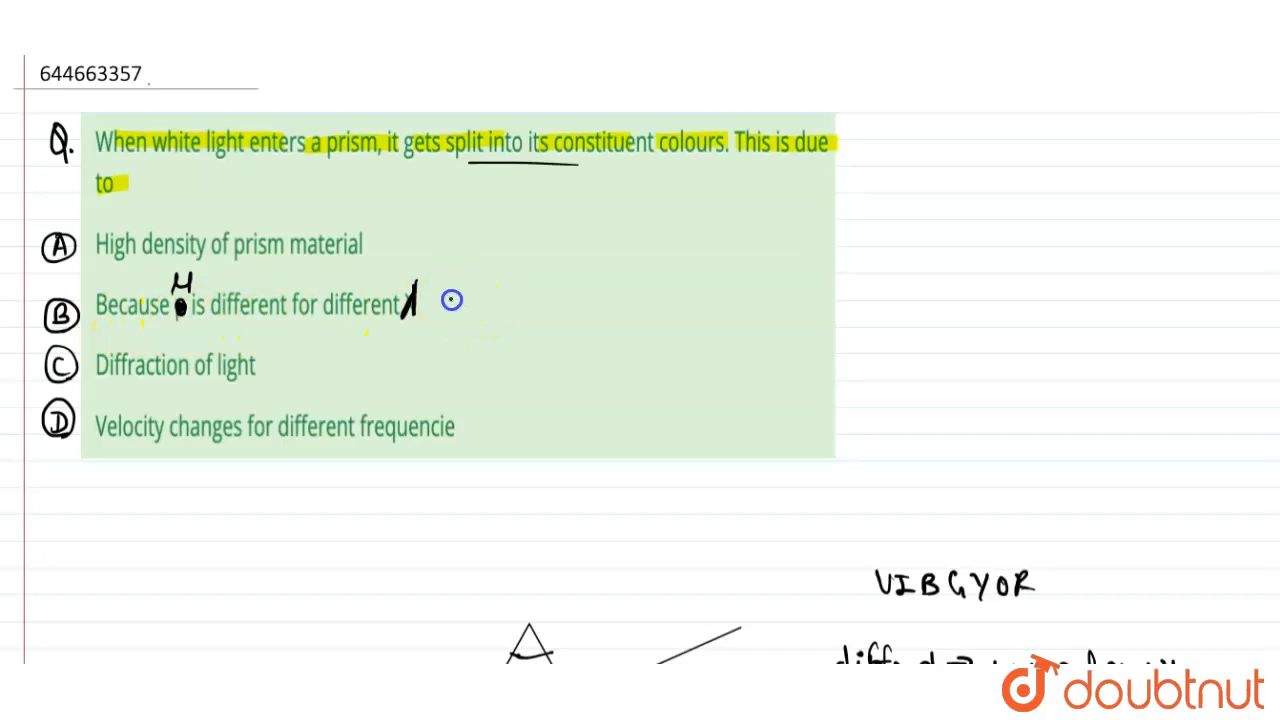 644663357
Q. When white light enters a prism, it gets split into its constituent colours. This is due
to
A High density of prism material
μ
B Because is different for different λ
C Diffraction of light
D Velocity changes for different frequencie
VIBGYOR
A
doubtnut